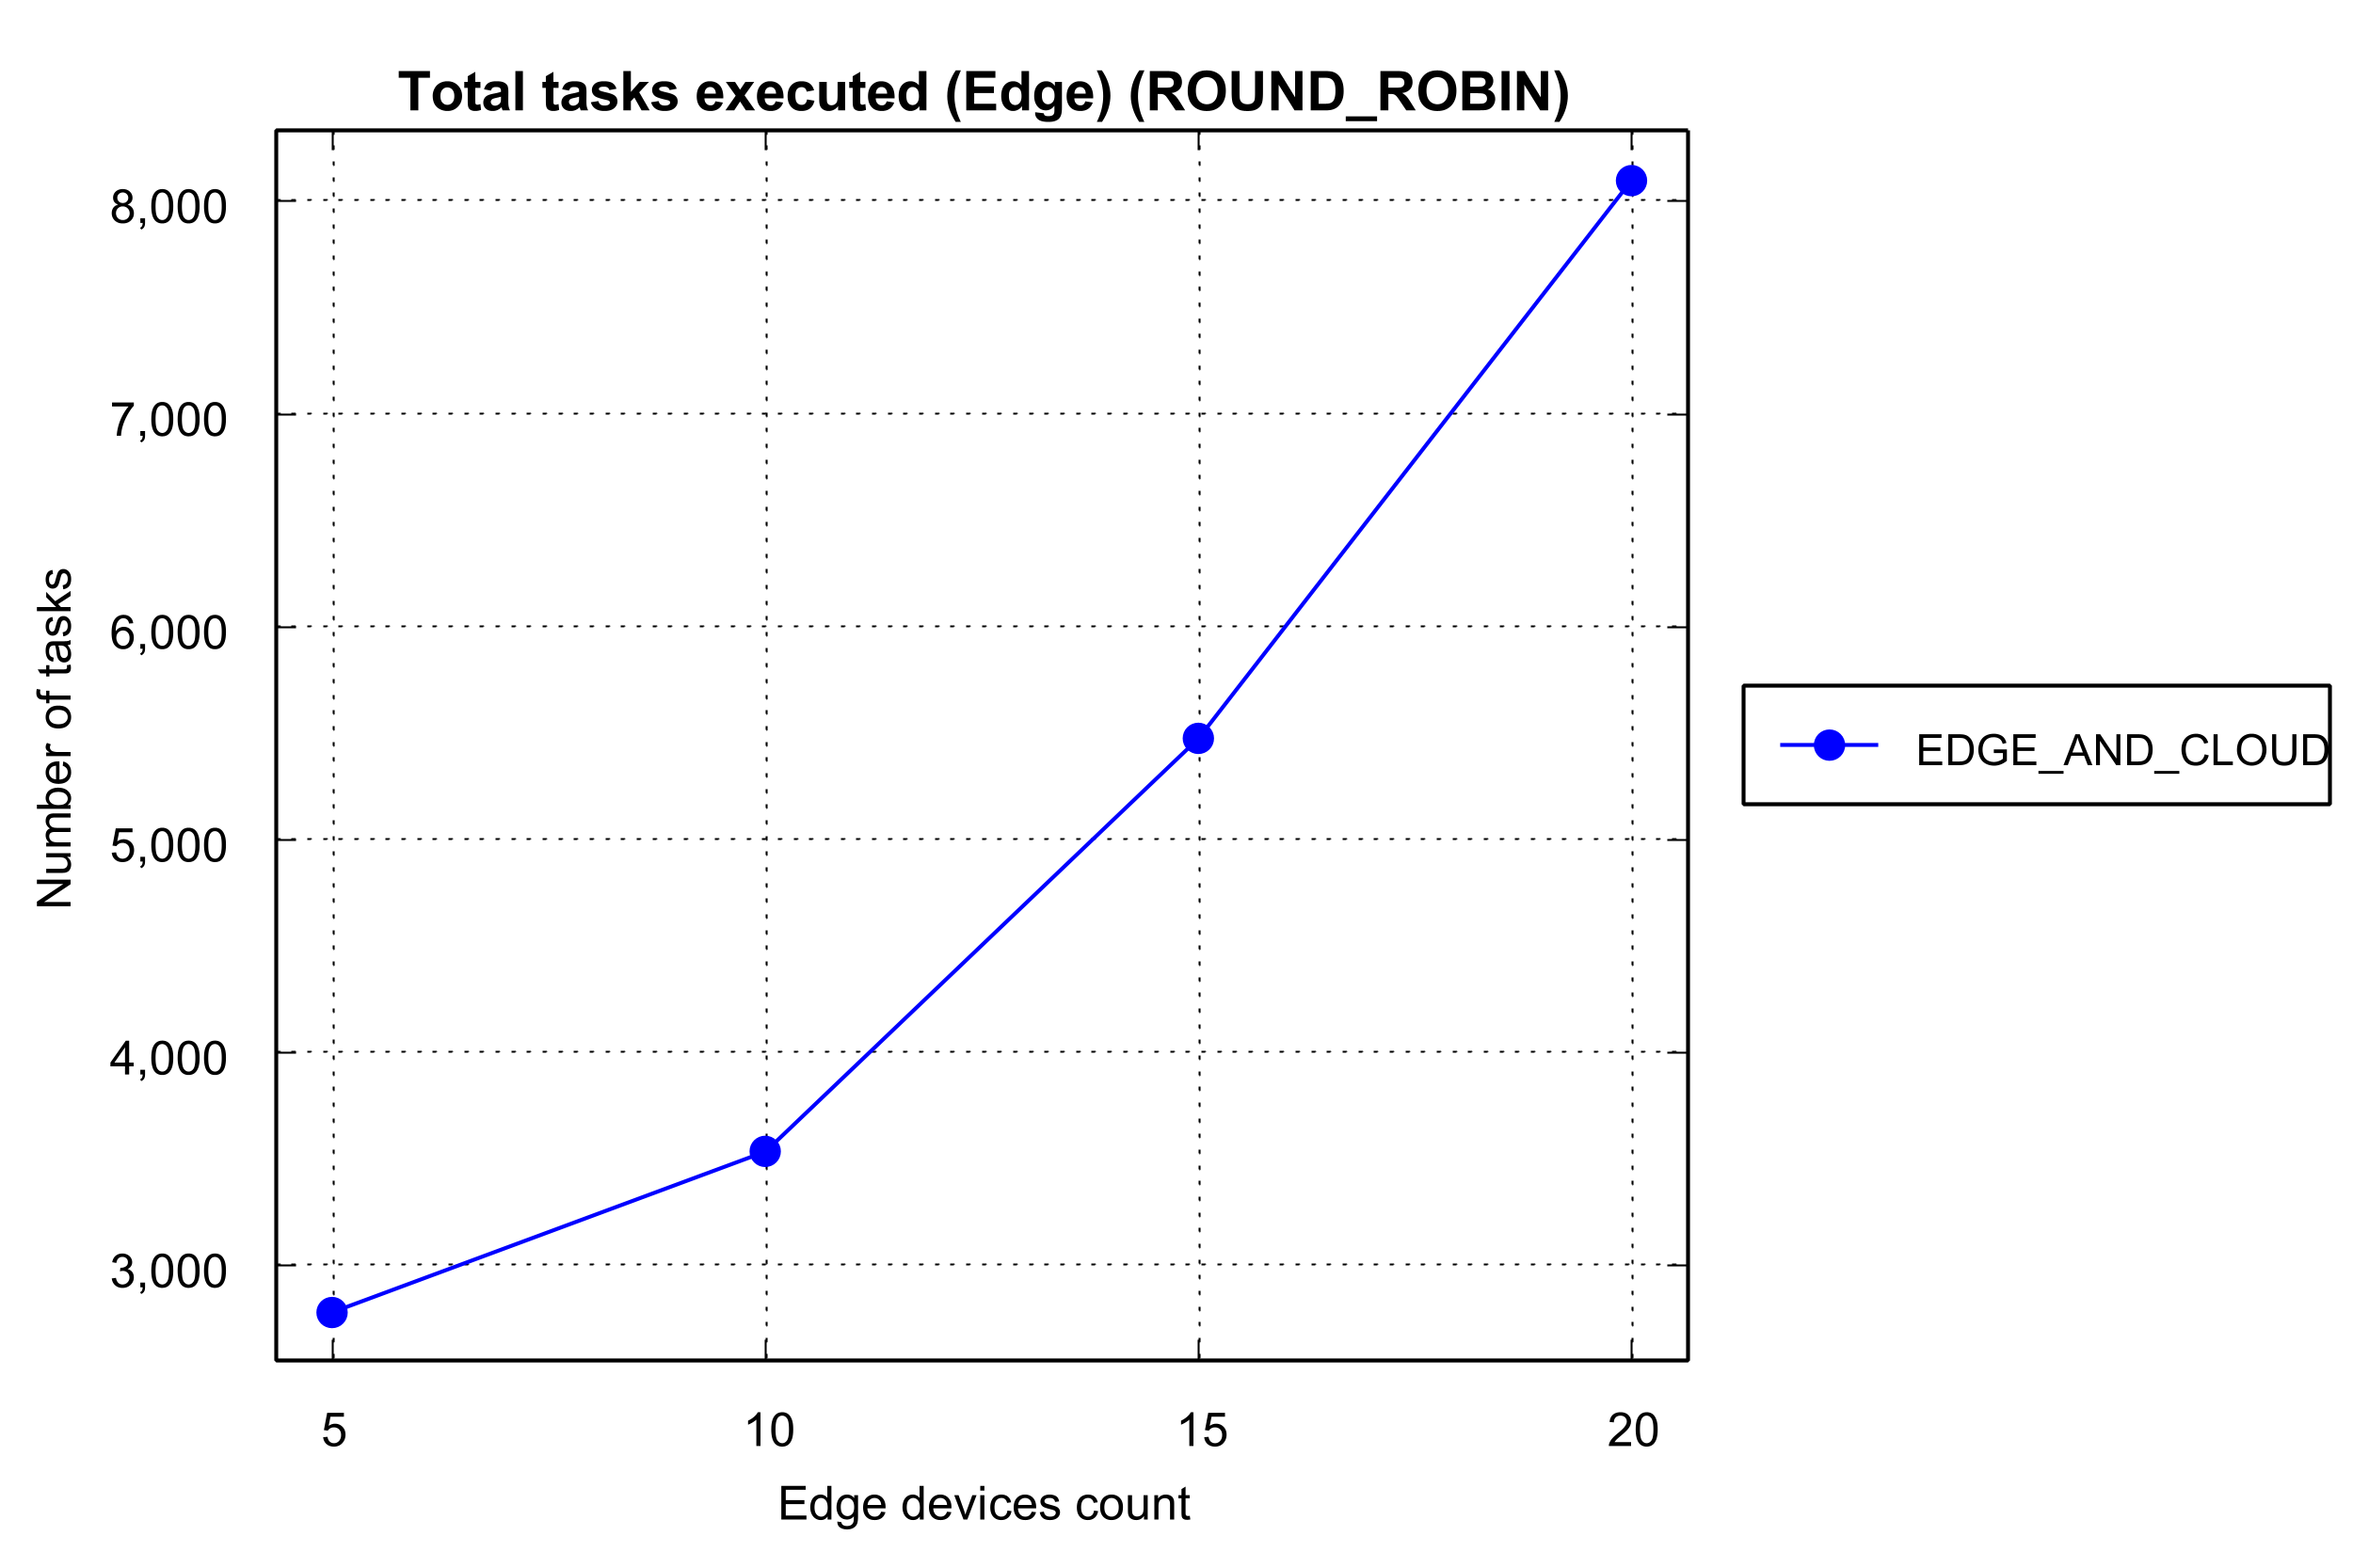 Total tasks executed (Edge) (ROUND_ROBIN)
8,000
7,000
6,000
5,000
4,000
3,000
Number of tasks
EDGE_AND_CLOUD
5 10 15 20
Edge devices count